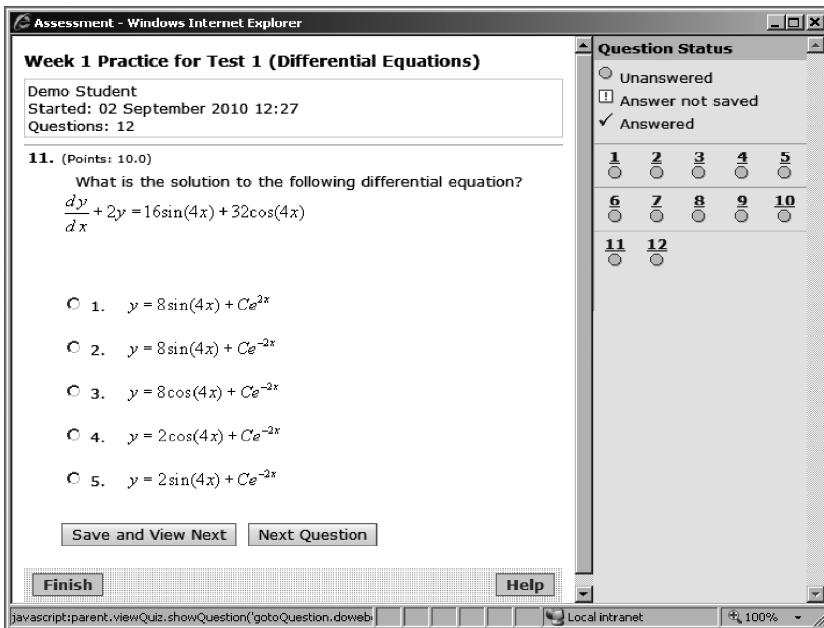 Assessment - Windows Internet Explorer
Week 1 Practice for Test 1 (Differential Equations)
Demo Student
Started: 02 September 2010 12:27
Questions: 12
11. (Points: 10.0)
What is the solution to the following differential equation?
dy/dx + 2y = 16sin(4x) + 32cos(4x)
1. y = 8sin(4x) + Ce^{2x}
2. y = 8sin(4x) + Ce^{-2x}
3. y = 8cos(4x) + Ce^{-2x}
4. y = 2cos(4x) + Ce^{-2x}
5. y = 2sin(4x) + Ce^{-2x}
Save and View Next Next Question
Finish Help
Question Status
Unanswered
! Answer not saved
✓ Answered
1 2 3 4 5
6 7 8 9 10
11 12
javascript:parent.viewQuiz.showQuestion('gotoQuestion.doweb Local intranet 100%